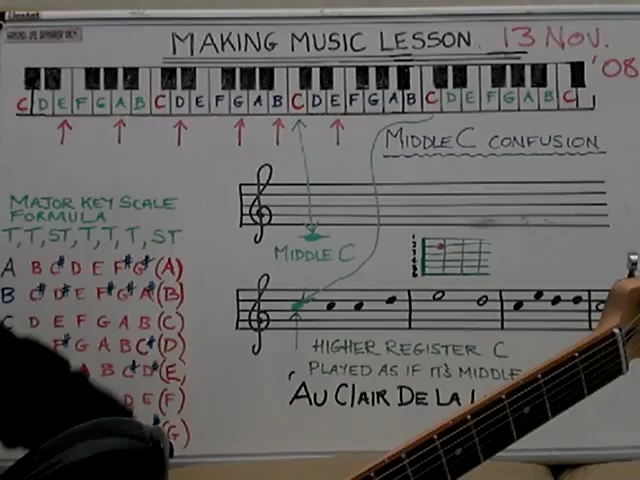 MAKING MUSIC LESSON 13 NOV.
'08
C D E F G A B C D E F G A B C D E F G A B C D E F G A B C
MIDDLE C CONFUSION
MAJOR KEY SCALE
FORMULA
T, T, ST, T, T, T, ST
MIDDLE C
A B C# D E F# G# (A)
B C# D# E F# G# A# (B)
C D E F G A B (C)
F# G A B C# (D)
A B C# D# (E)
D E (F)
(G)
HIGHER REGISTER C
PLAYED AS IF IT'S MIDDLE
'AU CLAIR DE LA